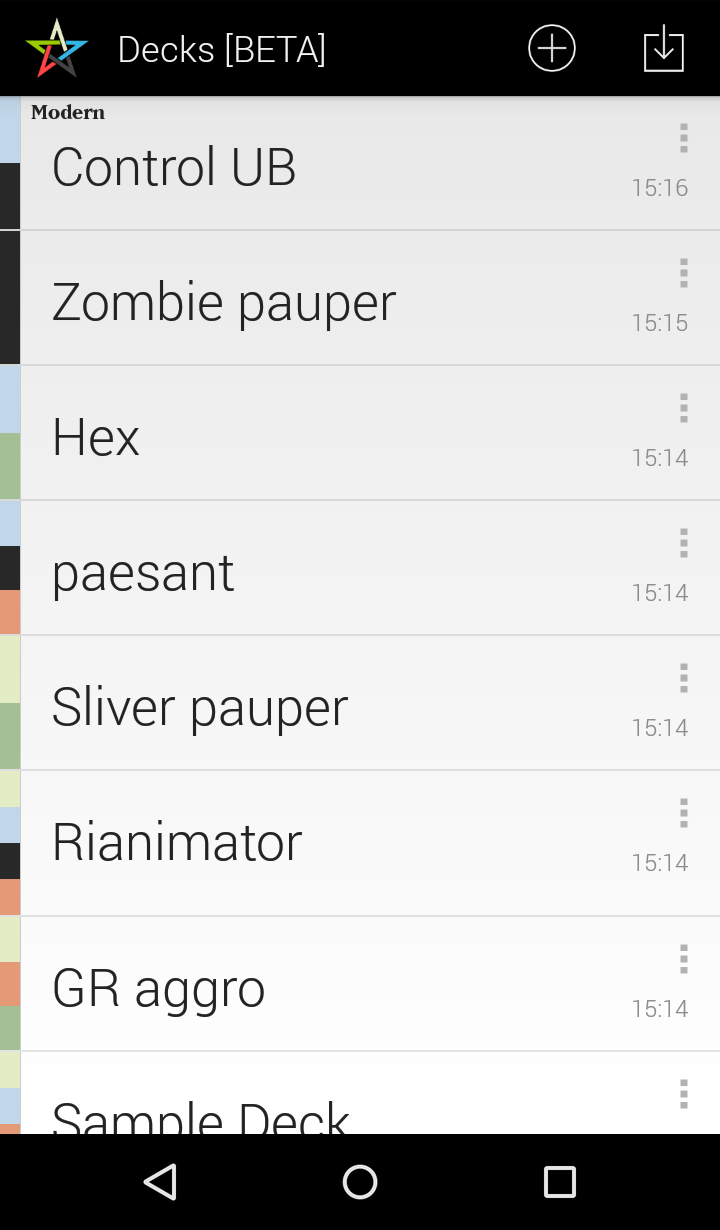 Decks [BETA]
Modern
Control UB
15:16
Zombie pauper
15:15
Hex
15:14
paesant
15:14
Sliver pauper
15:14
Rianimator
15:14
GR aggro
15:14
Sample Deck